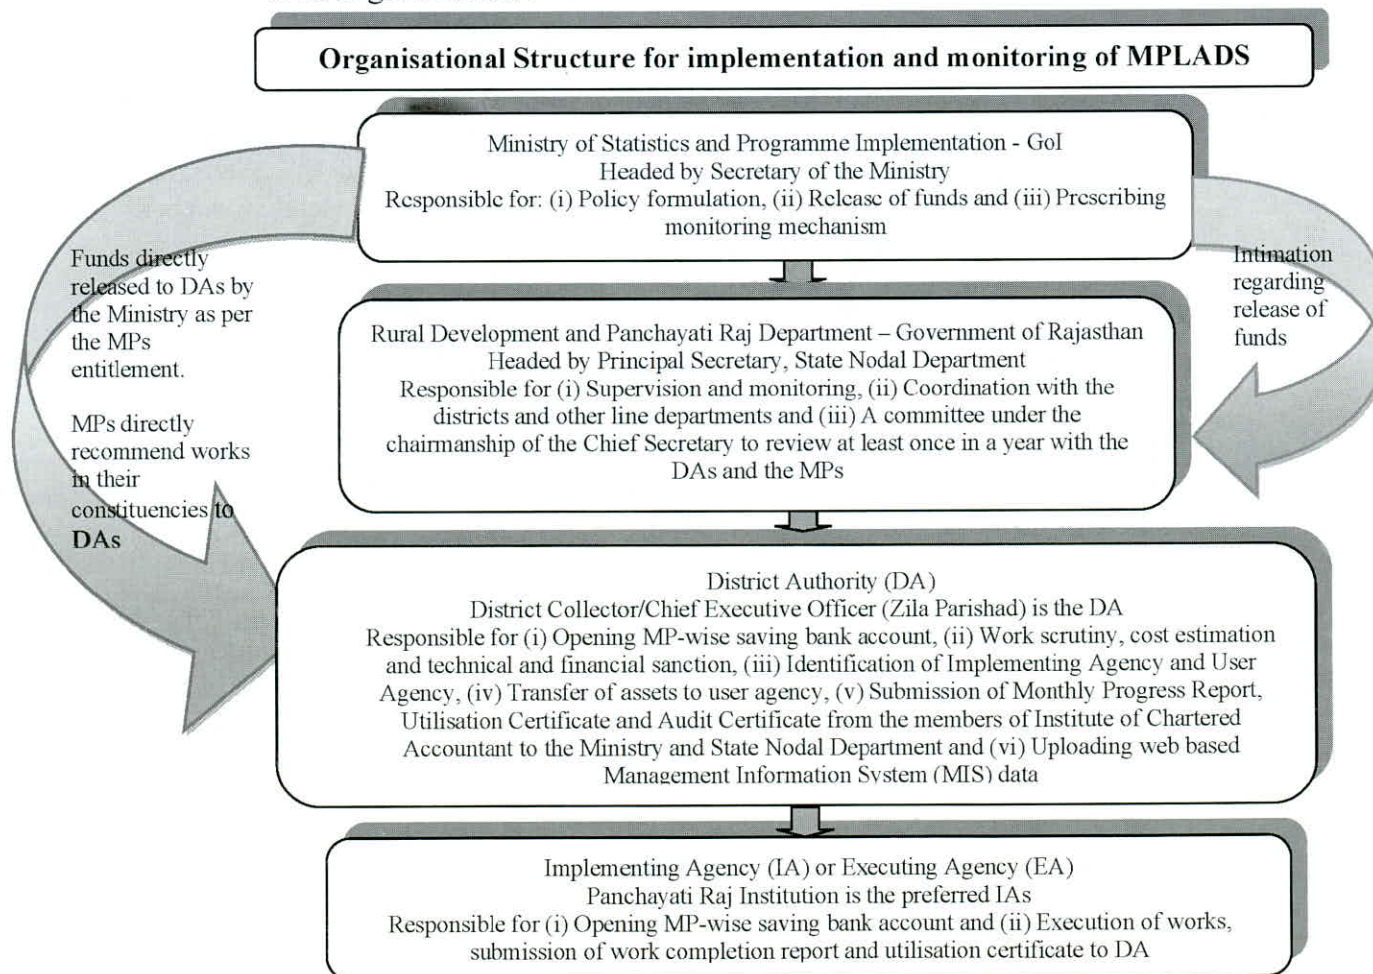 Organisational Structure for implementation and monitoring of MPLADS
Ministry of Statistics and Programme Implementation - GoI
Headed by Secretary of the Ministry
Responsible for: (i) Policy formulation, (ii) Release of funds and (iii) Prescribing
monitoring mechanism
Funds directly
released to DAs by
the Ministry as per
the MPs
entitlement.
MPs directly
recommend works
in their
constituencies to
DAs
Intimation
regarding
release of
funds
Rural Development and Panchayati Raj Department – Government of Rajasthan
Headed by Principal Secretary, State Nodal Department
Responsible for (i) Supervision and monitoring, (ii) Coordination with the
districts and other line departments and (iii) A committee under the
chairmanship of the Chief Secretary to review at least once in a year with the
DAs and the MPs
District Authority (DA)
District Collector/Chief Executive Officer (Zila Parishad) is the DA
Responsible for (i) Opening MP-wise saving bank account, (ii) Work scrutiny, cost estimation
and technical and financial sanction, (iii) Identification of Implementing Agency and User
Agency, (iv) Transfer of assets to user agency, (v) Submission of Monthly Progress Report,
Utilisation Certificate and Audit Certificate from the members of Institute of Chartered
Accountant to the Ministry and State Nodal Department and (vi) Uploading web based
Management Information System (MIS) data
Implementing Agency (IA) or Executing Agency (EA)
Panchayati Raj Institution is the preferred IAs
Responsible for (i) Opening MP-wise saving bank account and (ii) Execution of works,
submission of work completion report and utilisation certificate to DA